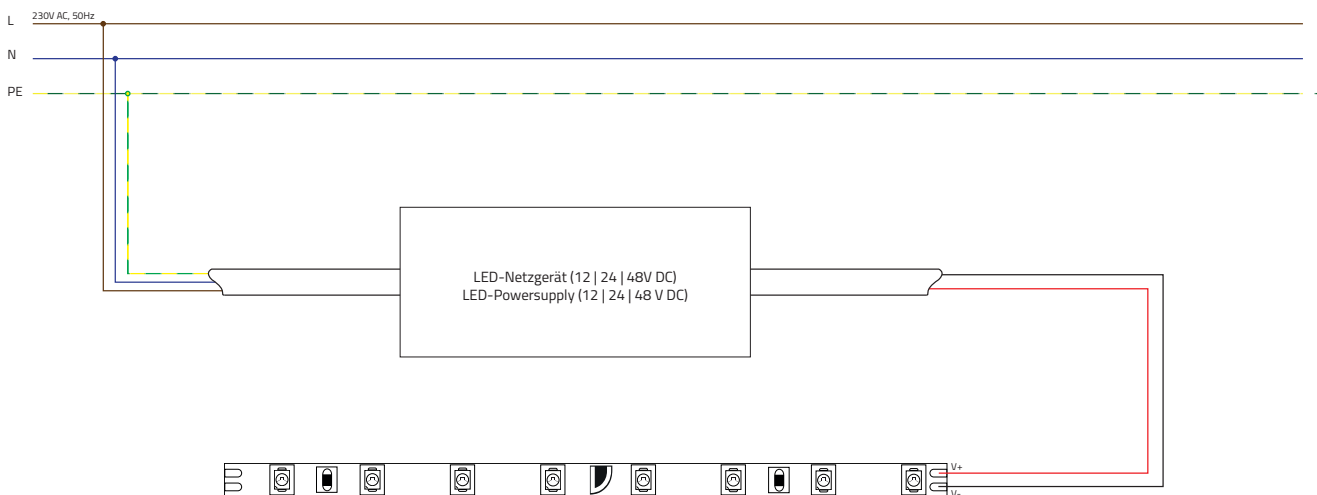 L
230V AC, 50Hz
N
PE
LED-Netzgerät (12 | 24 | 48V DC)
LED-Powersupply (12 | 24 | 48 V DC)
V+
V-